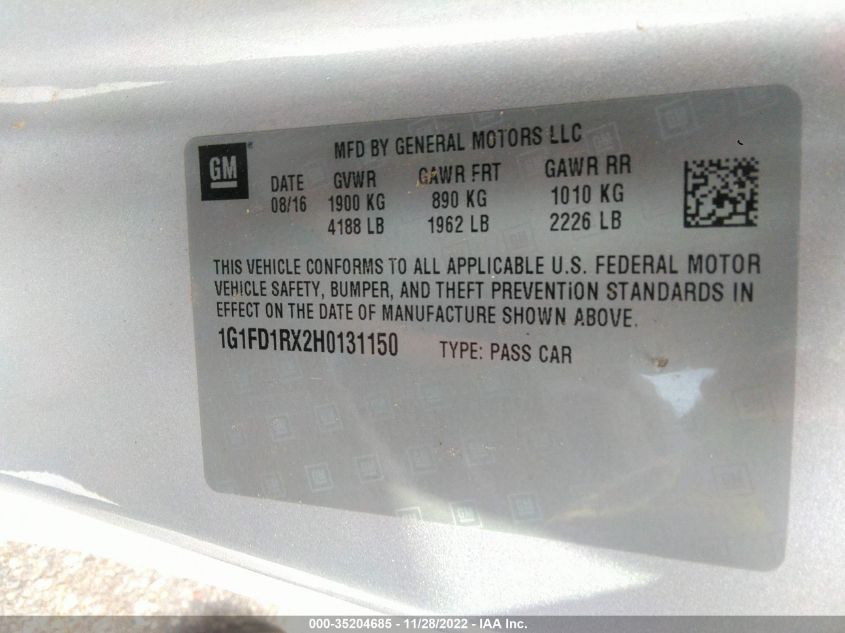 MFD BY GENERAL MOTORS LLC
GM
DATE GVWR GAWR FRT GAWR RR
08/16 1900 KG 890 KG 1010 KG
4188 LB 1962 LB 2226 LB
THIS VEHICLE CONFORMS TO ALL APPLICABLE U.S. FEDERAL MOTOR
VEHICLE SAFETY, BUMPER, AND THEFT PREVENTION STANDARDS IN
EFFECT ON THE DATE OF MANUFACTURE SHOWN ABOVE.
1G1FD1RX2H0131150 TYPE: PASS CAR
000-35204685 - 11/28/2022 - IAA Inc.